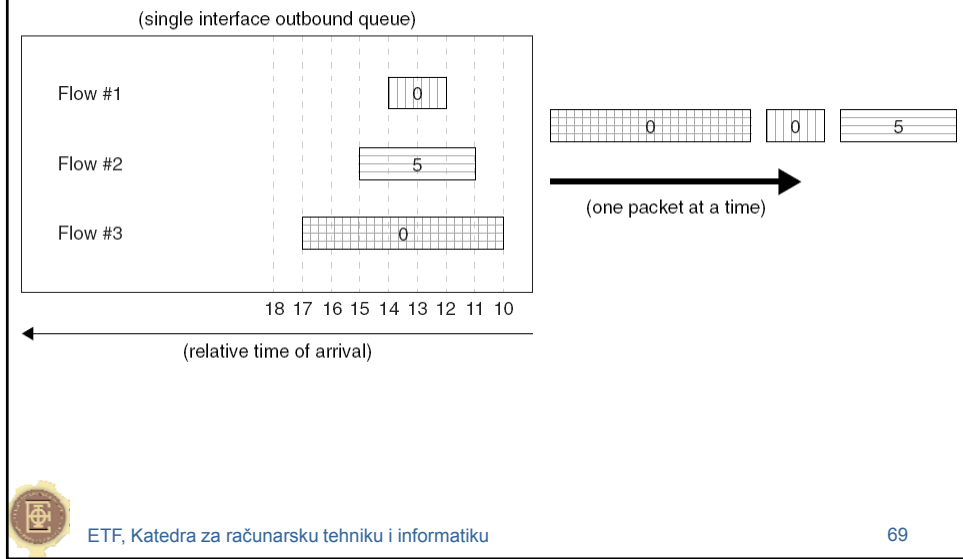 (single interface outbound queue)
Flow #1
0
Flow #2
5
Flow #3
0
18 17 16 15 14 13 12 11 10
(relative time of arrival)
0 0 5
(one packet at a time)
ETF, Katedra za računarsku tehniku i informatiku
69